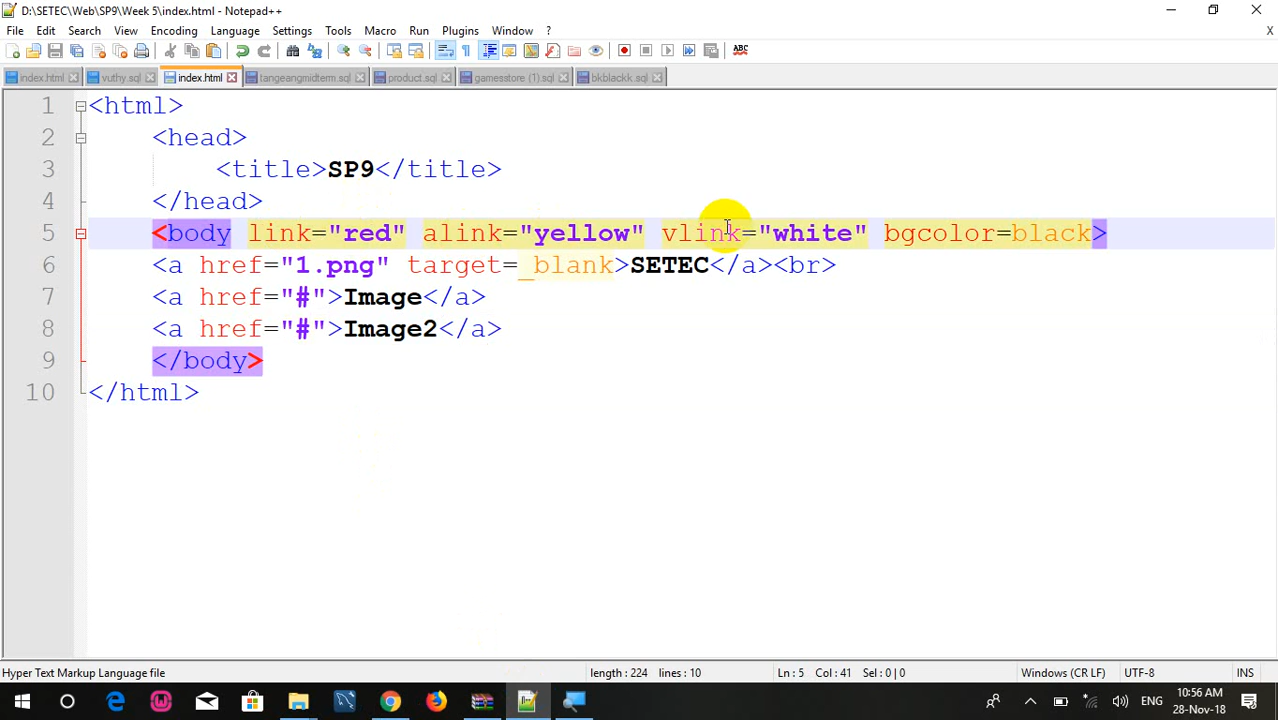 D:\SETEC\Web\SP9\Week 5\index.html - Notepad++
File Edit Search View Encoding Language Settings Tools Macro Run Plugins Window ? X
index.html vuthy.sql index.html tangeangmidterm.sql product.sql gamesstore (1).sql bkblackk.sql
1 <html>
2 <head>
3 <title>SP9</title>
4 </head>
5 <body link="red" alink="yellow" vlink="white" bgcolor=black>
6 <a href="1.png" target=_blank>SETEC</a><br>
7 <a href="#">Image</a>
8 <a href="#">Image2</a>
9 </body>
10 </html>
Hyper Text Markup Language file length : 224 lines : 10 Ln : 5 Col : 41 Sel : 0 | 0 Windows (CR LF) UTF-8 INS
ENG 10:56 AM
28-Nov-18